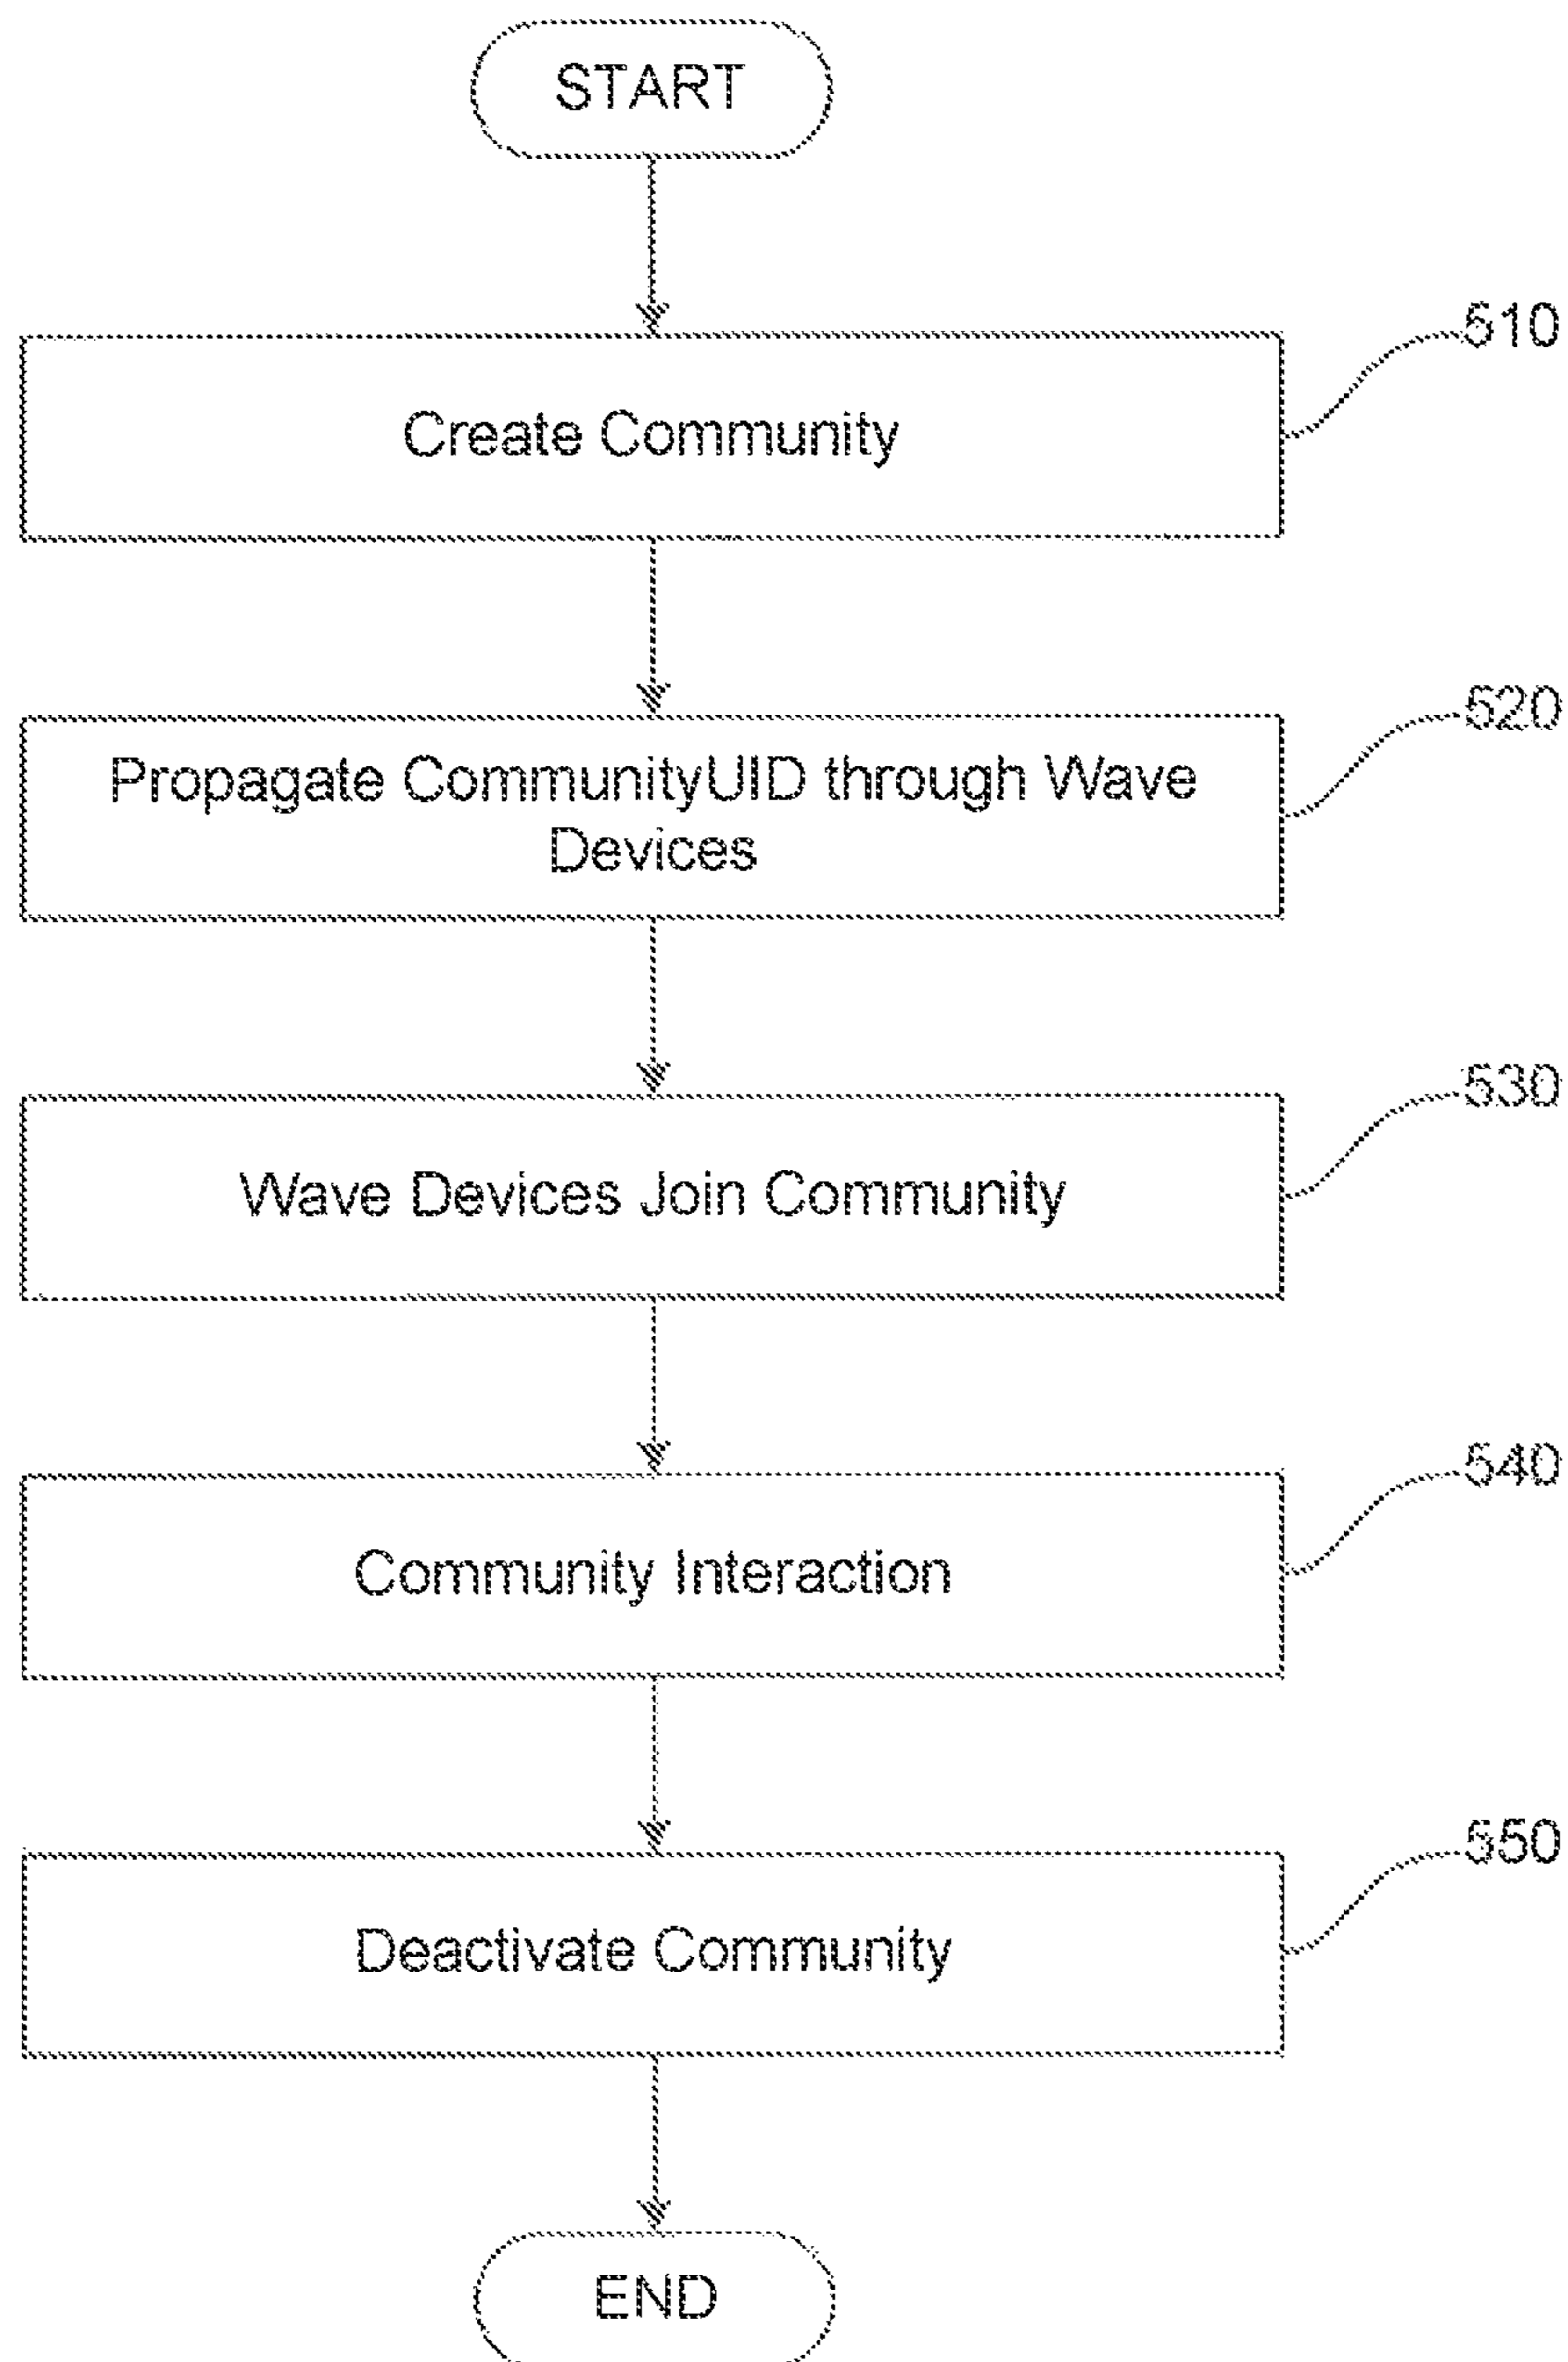 START
510
Create Community
520
Propagate CommunityUID through Wave
Devices
530
Wave Devices Join Community
540
Community Interaction
550
Deactivate Community
END